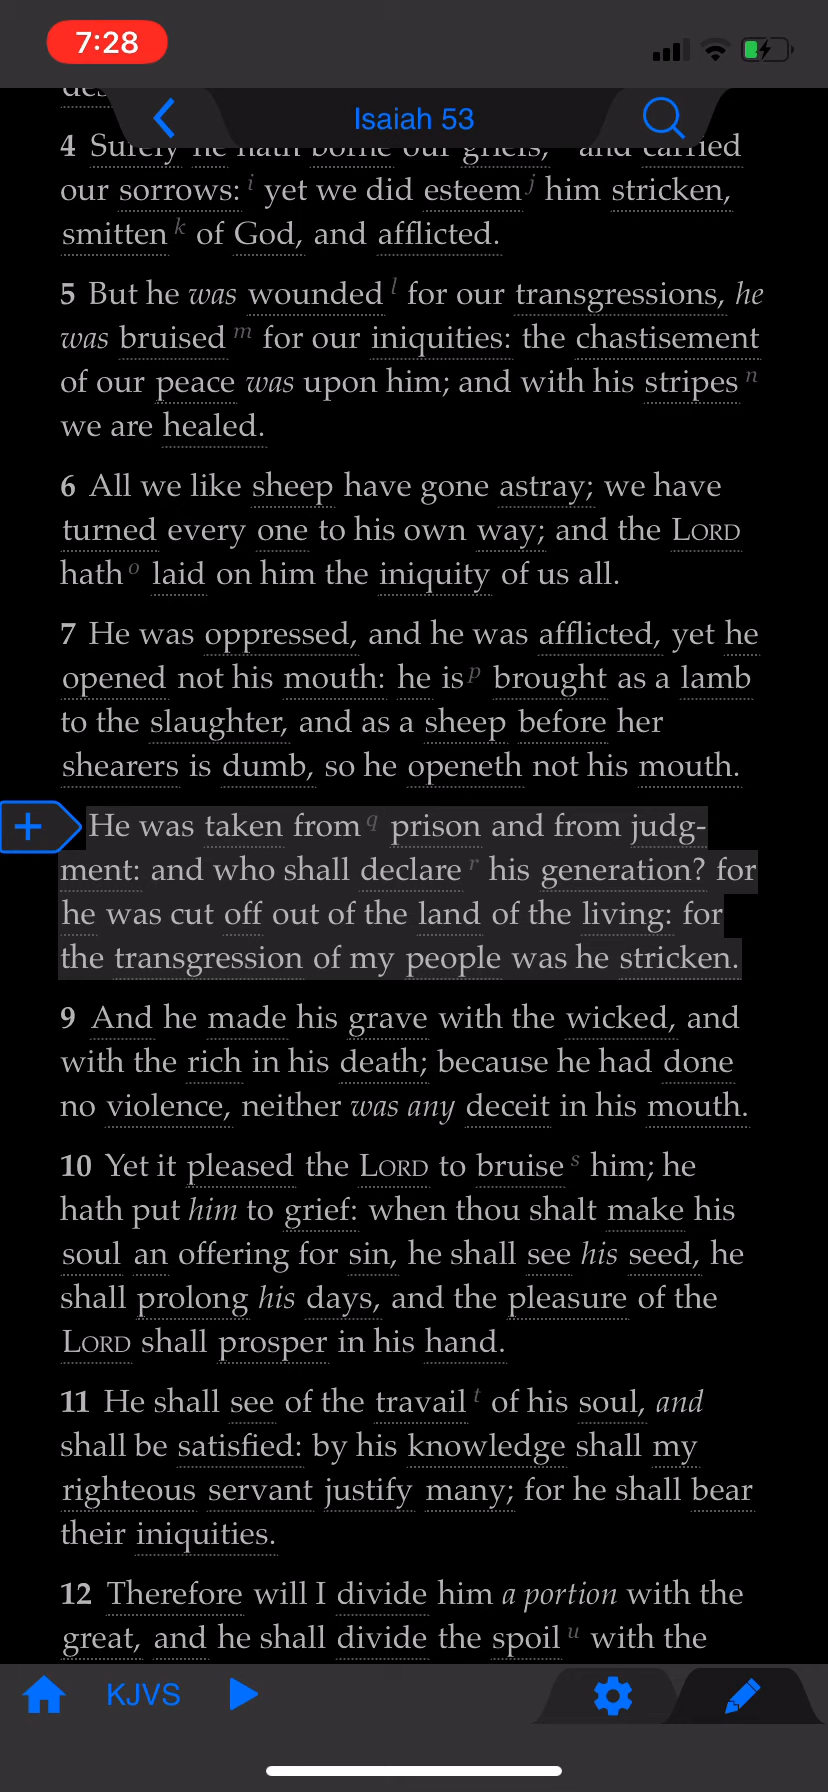 7:28
Isaiah 53
4 Surely he hath borne our griefs, and carried
our sorrows: i yet we did esteem j him stricken,
smitten k of God, and afflicted.
5 But he was wounded l for our transgressions, he
was bruised m for our iniquities: the chastisement
of our peace was upon him; and with his stripes n
we are healed.
6 All we like sheep have gone astray; we have
turned every one to his own way; and the LORD
hath o laid on him the iniquity of us all.
7 He was oppressed, and he was afflicted, yet he
opened not his mouth: he is p brought as a lamb
to the slaughter, and as a sheep before her
shearers is dumb, so he openeth not his mouth.
He was taken from q prison and from judg-
ment: and who shall declare r his generation? for
he was cut off out of the land of the living: for
the transgression of my people was he stricken.
9 And he made his grave with the wicked, and
with the rich in his death; because he had done
no violence, neither was any deceit in his mouth.
10 Yet it pleased the LORD to bruise s him; he
hath put him to grief: when thou shalt make his
soul an offering for sin, he shall see his seed, he
shall prolong his days, and the pleasure of the
LORD shall prosper in his hand.
11 He shall see of the travail t of his soul, and
shall be satisfied: by his knowledge shall my
righteous servant justify many; for he shall bear
their iniquities.
12 Therefore will I divide him a portion with the
great, and he shall divide the spoil u with the
KJVS